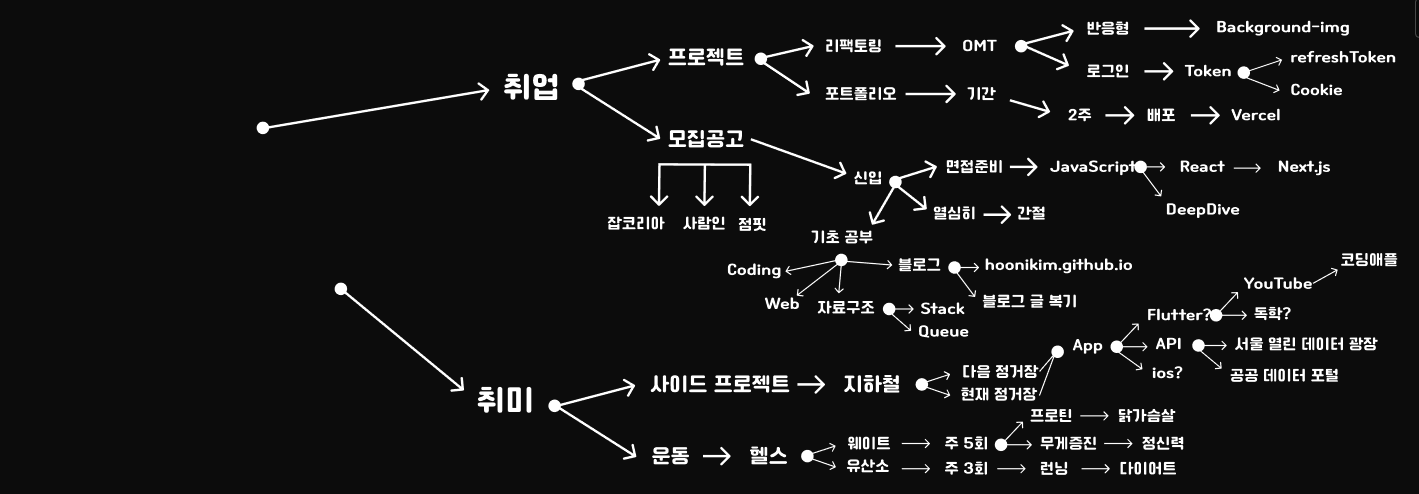 취업
프로젝트
리팩토링
OMT
반응형
Background-img
로그인
Token
refreshToken
Cookie
포트폴리오
기간
2주
배포
Vercel
모집공고
잡코리아
사람인
점핏
신입
면접준비
JavaScript
React
Next.js
DeepDive
열심히
간절
기초 공부
Coding
Web
자료구조
Stack
Queue
블로그
hoonikim.github.io
블로그 글 복기
취미
사이드 프로젝트
지하철
다음 정거장
현재 정거장
App
Flutter?
YouTube
코딩애플
독학?
API
서울 열린 데이터 광장
공공 데이터 포털
ios?
운동
헬스
웨이트
주 5회
프로틴
닭가슴살
무게증진
정신력
유산소
주 3회
런닝
다이어트